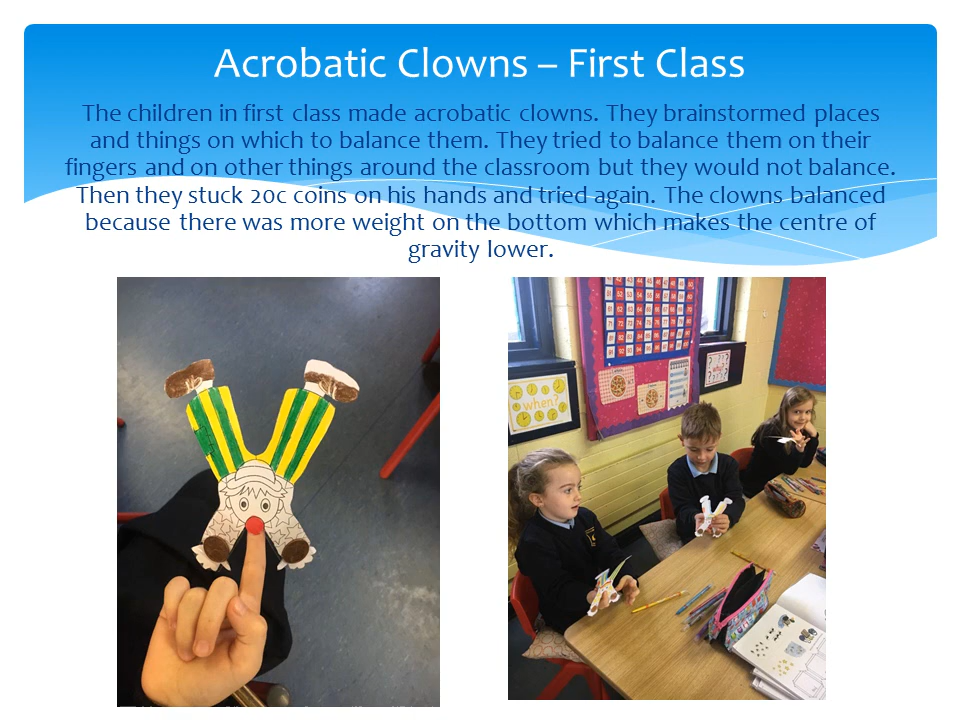 Acrobatic Clowns – First Class
The children in first class made acrobatic clowns. They brainstormed places
and things on which to balance them. They tried to balance them on their
fingers and on other things around the classroom but they would not balance.
Then they stuck 20c coins on his hands and tried again. The clowns balanced
because there was more weight on the bottom which makes the centre of
gravity lower.
when?